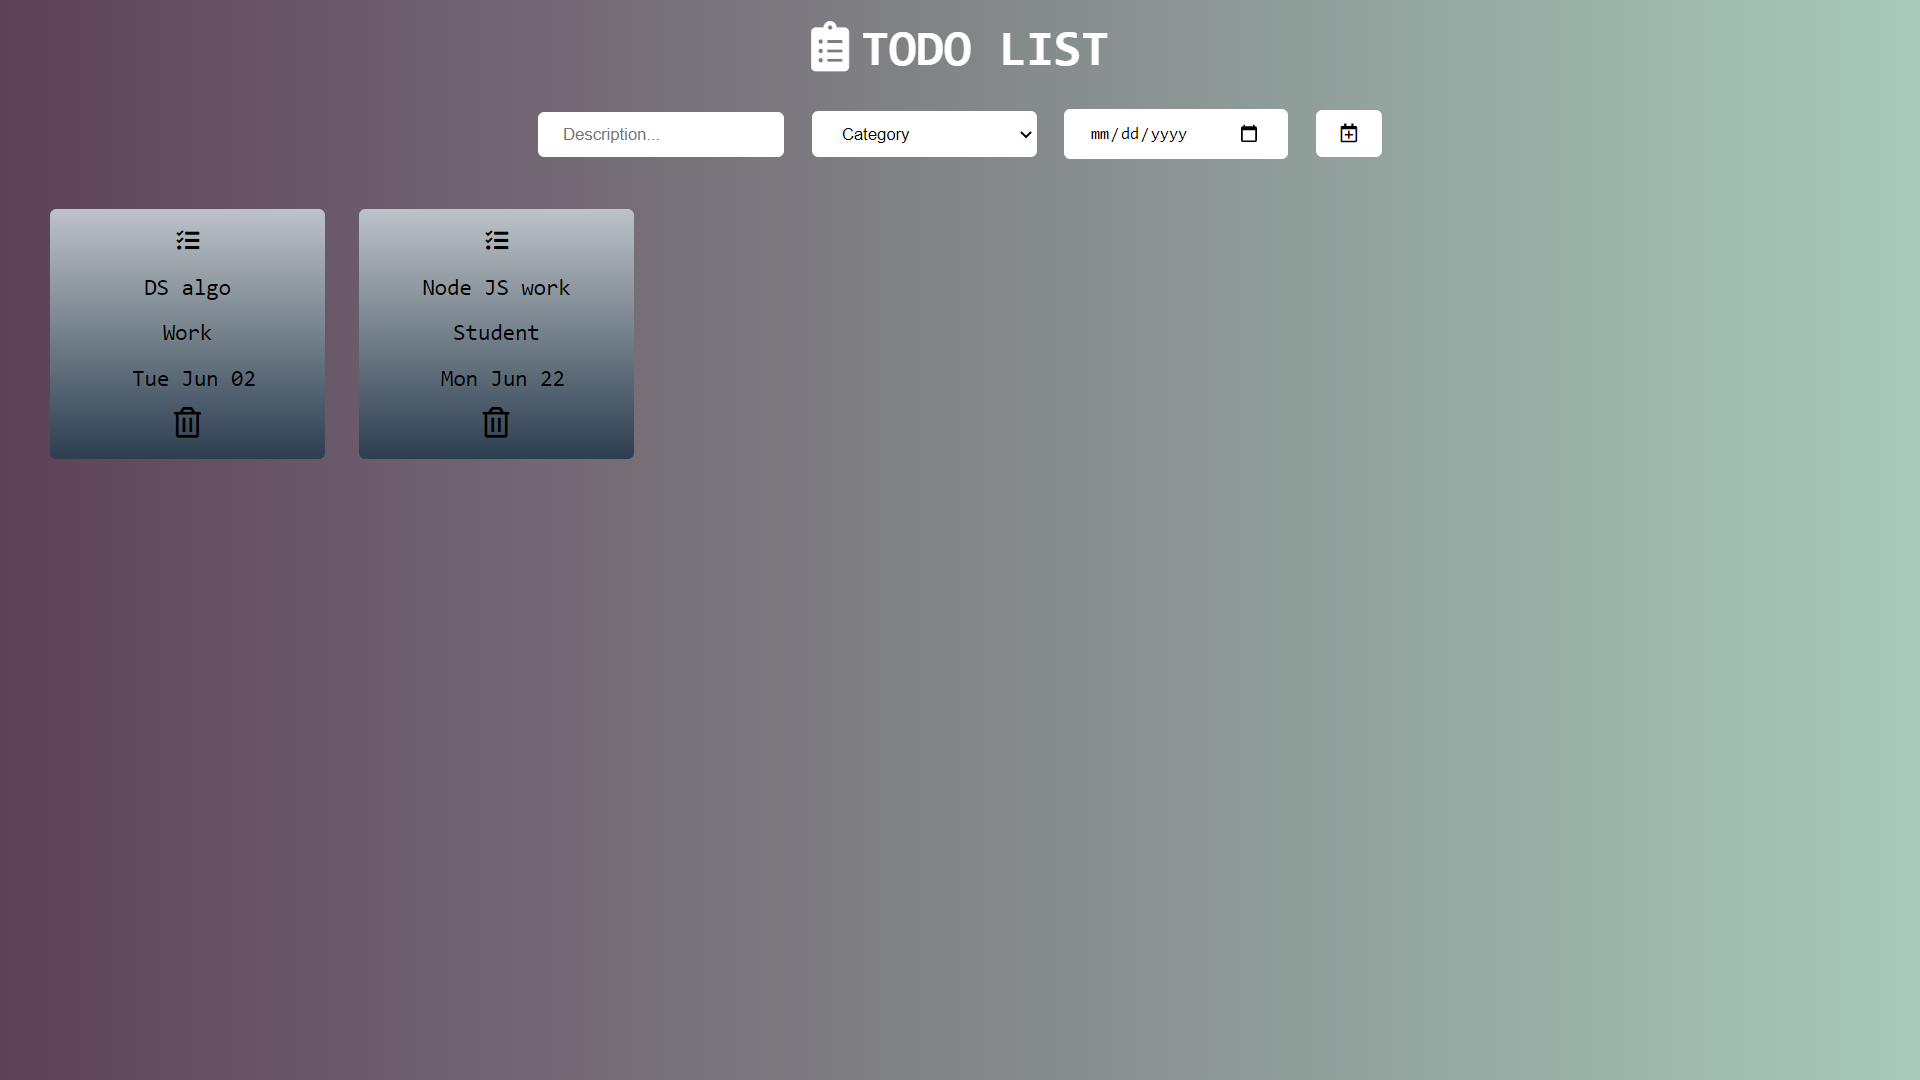 TODO LIST
Description...
Category
mm/dd/yyyy
DS algo
Work
Tue Jun 02
Node JS work
Student
Mon Jun 22